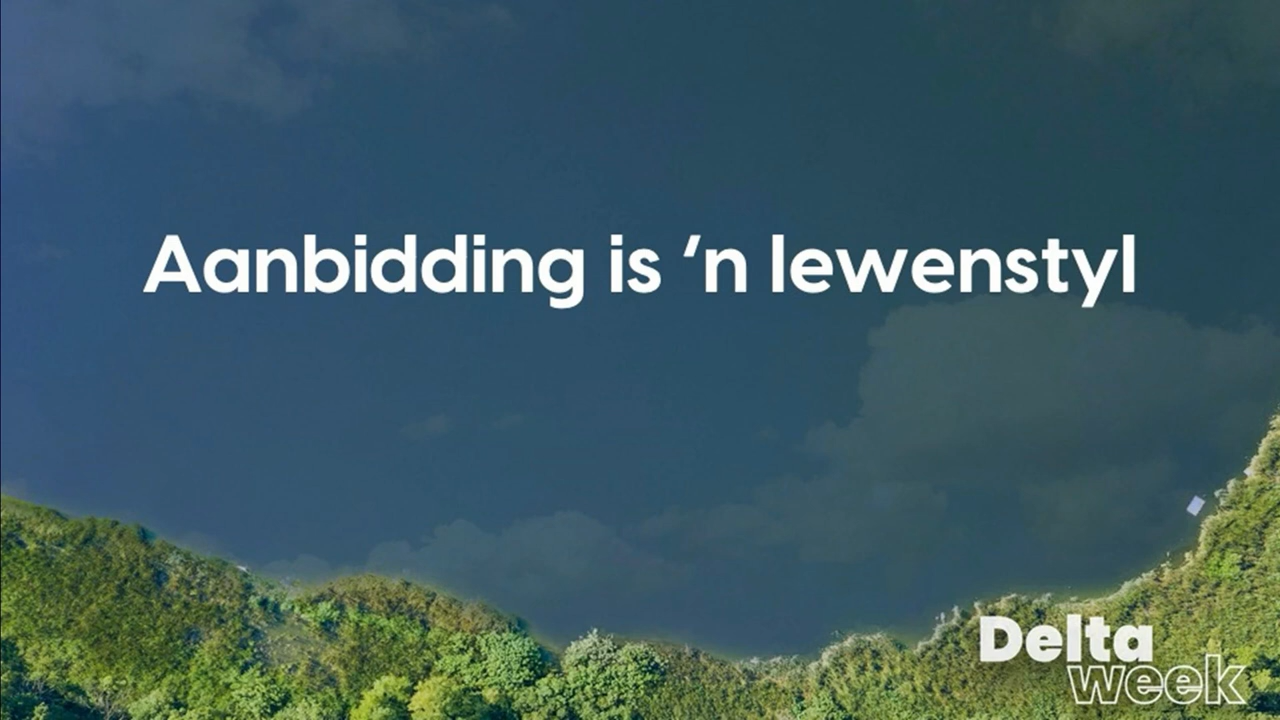 Aanbidding is ‘n lewenstyl
Delta
week